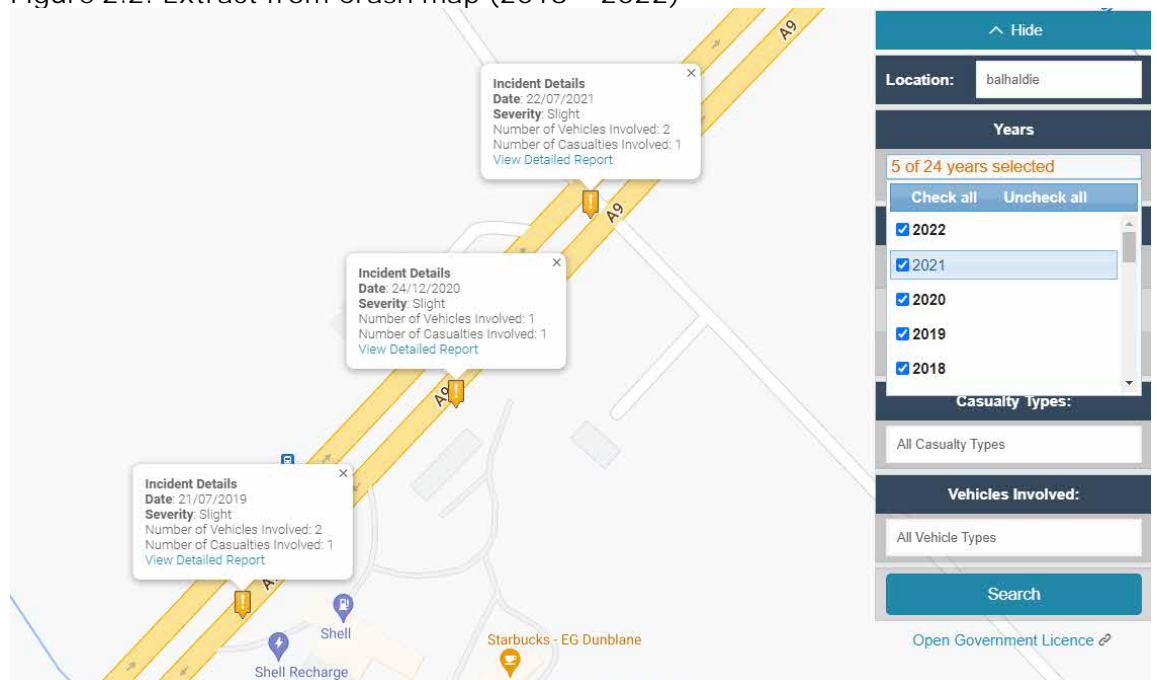 Figure 2.2: Extract from crash map (2018 – 2022)
A9
Incident Details
Date: 22/07/2021
Severity: Slight
Number of Vehicles Involved: 2
Number of Casualties Involved: 1
View Detailed Report
A9
Incident Details
Date: 24/12/2020
Severity: Slight
Number of Vehicles Involved: 1
Number of Casualties Involved: 1
View Detailed Report
A9
Incident Details
Date: 21/07/2019
Severity: Slight
Number of Vehicles Involved: 2
Number of Casualties Involved: 1
View Detailed Report
Shell
Shell Recharge
Starbucks - EG Dunblane
Hide
Location:
balhaldie
Years
5 of 24 years selected
Check all Uncheck all
2022
2021
2020
2019
2018
Casualty Types:
All Casualty Types
Vehicles Involved:
All Vehicle Types
Search
Open Government Licence